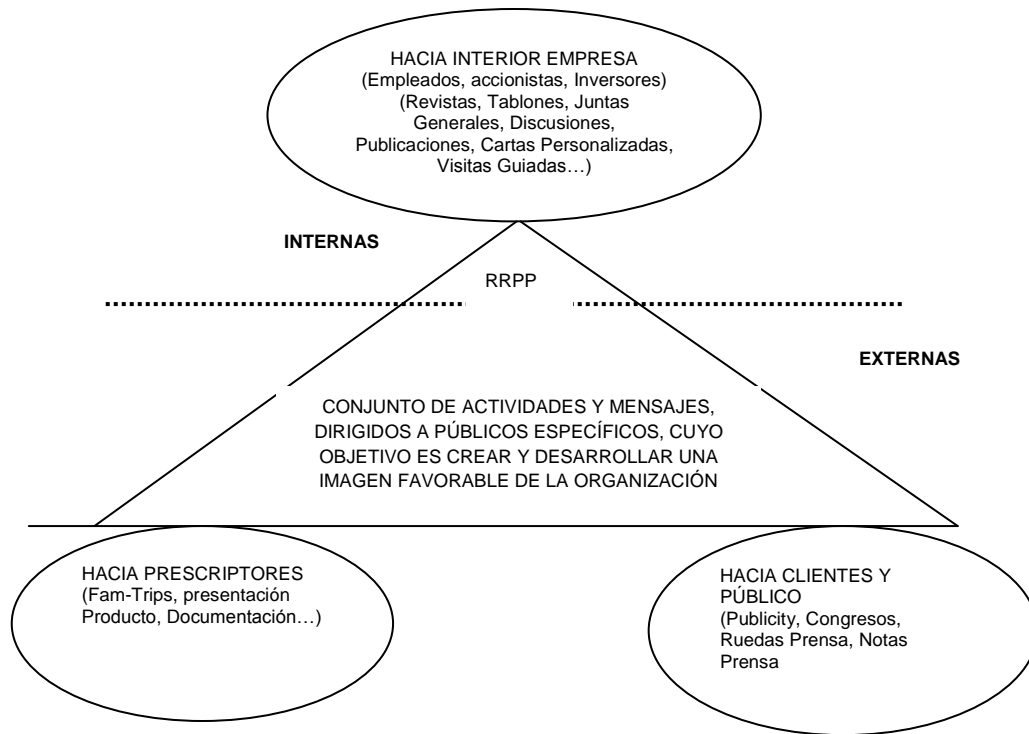 HACIA INTERIOR EMPRESA
(Empleados, accionistas, Inversores)
(Revistas, Tablones, Juntas
Generales, Discusiones,
Publicaciones, Cartas Personalizadas,
Visitas Guiadas…)
INTERNAS
RRPP
EXTERNAS
CONJUNTO DE ACTIVIDADES Y MENSAJES,
DIRIGIDOS A PÚBLICOS ESPECÍFICOS, CUYO
OBJETIVO ES CREAR Y DESARROLLAR UNA
IMAGEN FAVORABLE DE LA ORGANIZACIÓN
HACIA PRESCRIPTORES
(Fam-Trips, presentación
Producto, Documentación…)
HACIA CLIENTES Y
PÚBLICO
(Publicity, Congresos,
Ruedas Prensa, Notas
Prensa